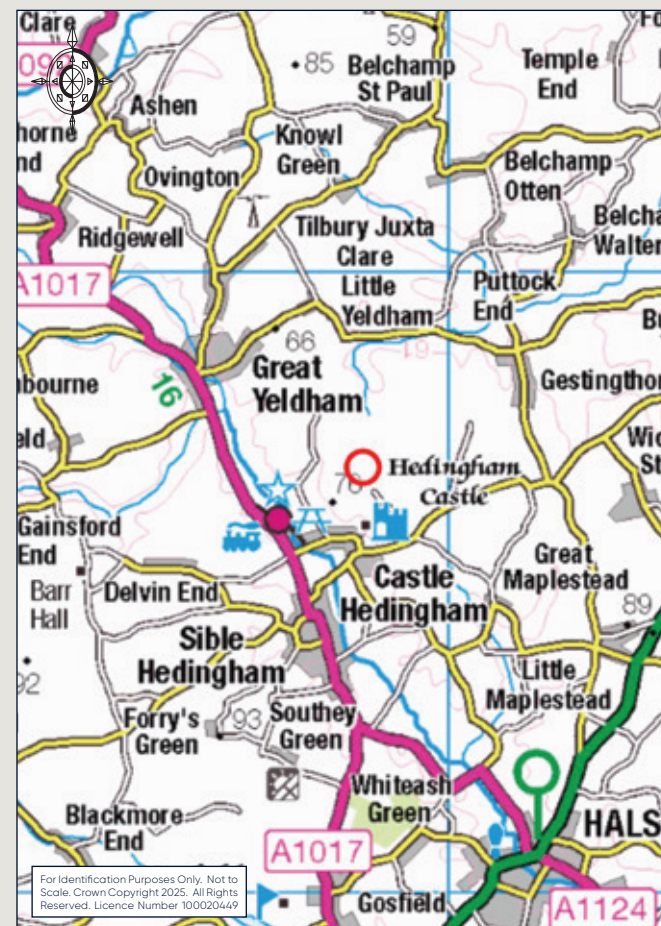 Clare
59
85
Belchamp
St Paul
Temple
End
09
Ashen
Knowl
Green
Ovington
Belchamp
Otten
Ridgewell
Tilbury Juxta
Clare
Little
Yeldham
Belcha
Walter
A1017
Puttock
End
66
Great
Yeldham
16
91
Gestingthor
Hedingham
Castle
Gainsford
End
Barr
Hall
Delvin End
Castle
Hedingham
Great
Maplestead
89
Sible
Hedingham
Little
Maplestead
92
Forry's
Green
93
Southey
Green
Whiteash
Green
Blackmore
End
A1017
HALS
Gosfield
A1124
For Identification Purposes Only. Not to
Scale. Crown Copyright 2025. All Rights
Reserved. Licence Number 100020449